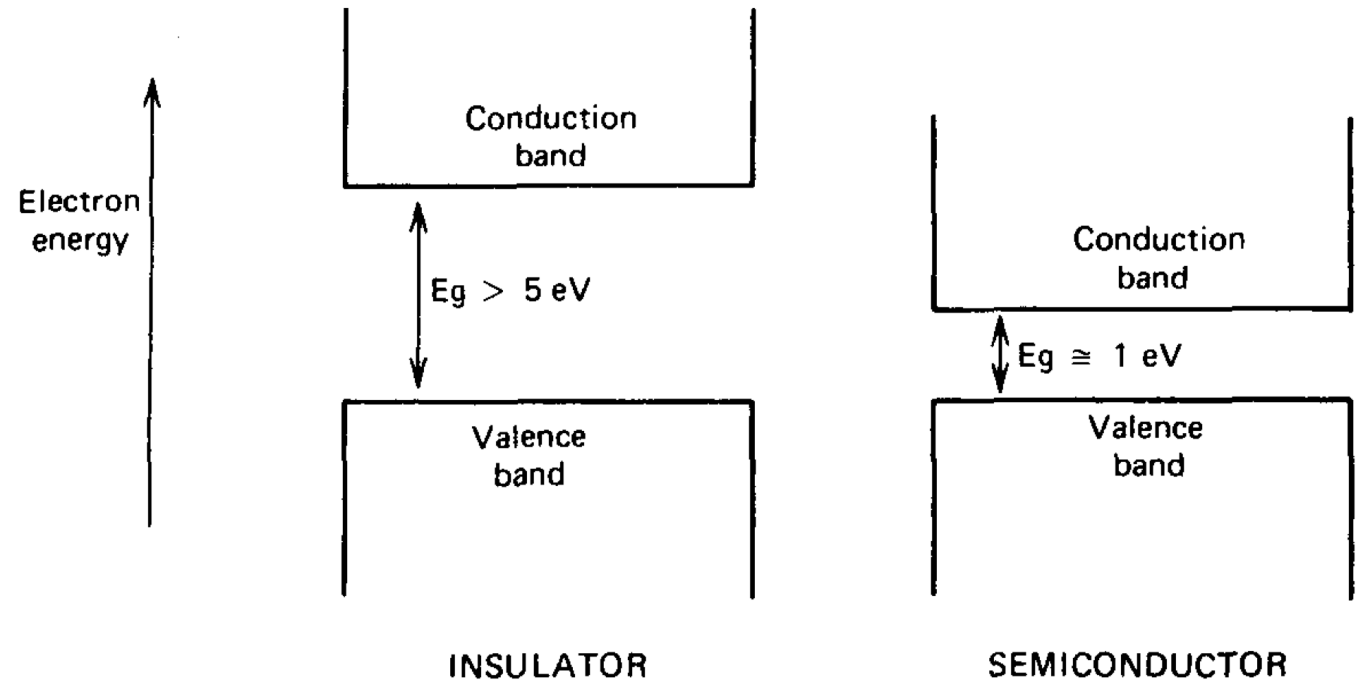 Electron
energy
Conduction
band
Eg > 5 eV
Valence
band
INSULATOR
Conduction
band
Eg ≅ 1 eV
Valence
band
SEMICONDUCTOR